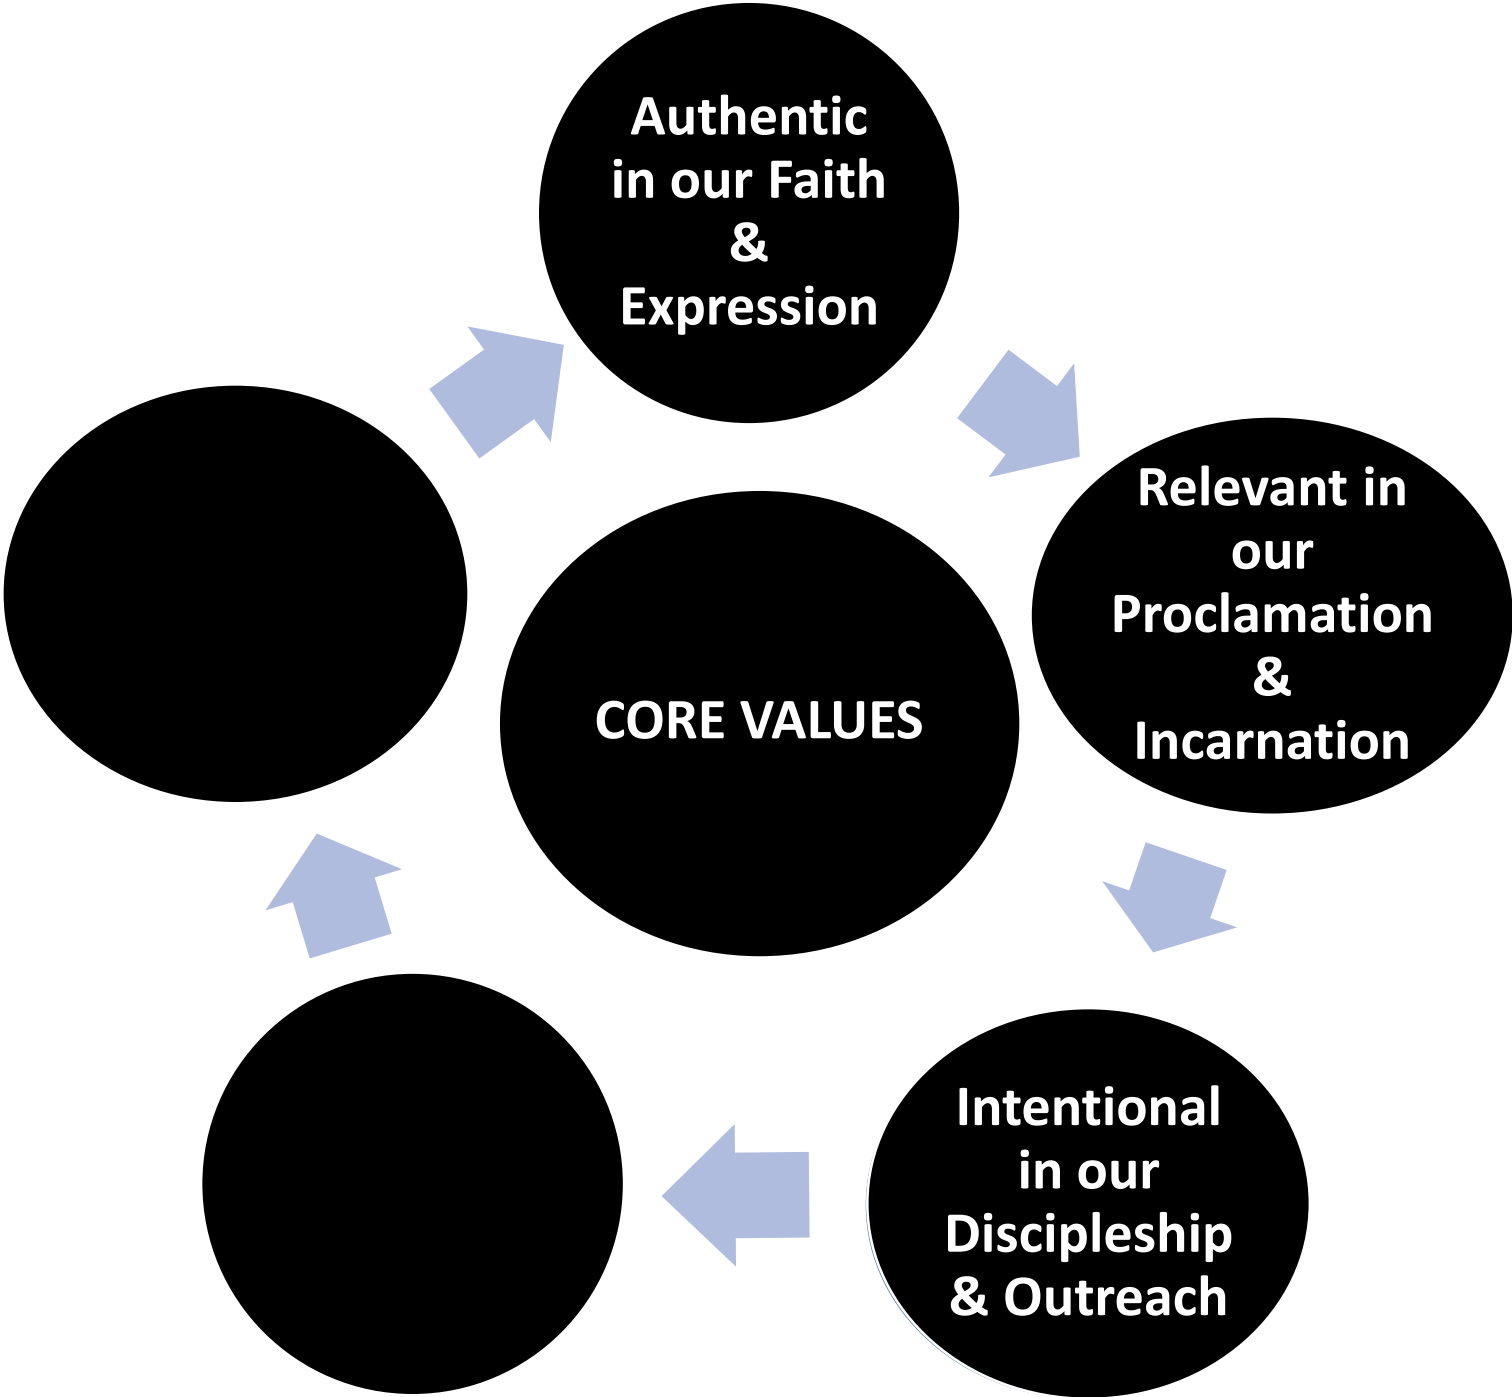 Authentic
in our Faith
&
Expression
Relevant in
our
Proclamation
&
Incarnation
CORE VALUES
Intentional
in our
Discipleship
& Outreach